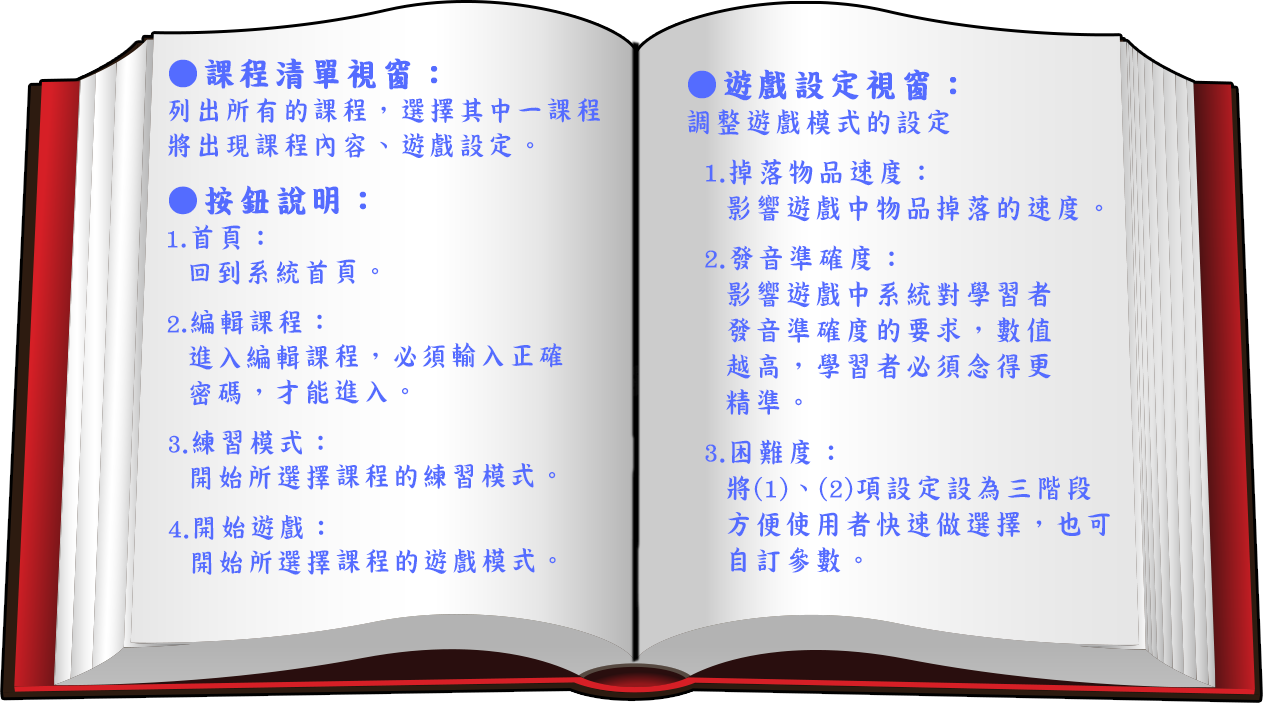 ●課程清單視窗：
列出所有的課程，選擇其中一課程
將出現課程內容、遊戲設定。
●按鈕說明：
1.首頁：
回到系統首頁。
2.編輯課程：
進入編輯課程，必須輸入正確
密碼，才能進入。
3.練習模式：
開始所選擇課程的練習模式。
4.開始遊戲：
開始所選擇課程的遊戲模式。
●遊戲設定視窗：
調整遊戲模式的設定
1.掉落物品速度：
影響遊戲中物品掉落的速度。
2.發音準確度：
影響遊戲中系統對學習者
發音準確度的要求，數值
越高，學習者必須念得更
精準。
3.困難度：
將(1)、(2)項設定設為三階段
方便使用者快速做選擇，也可
自訂參數。